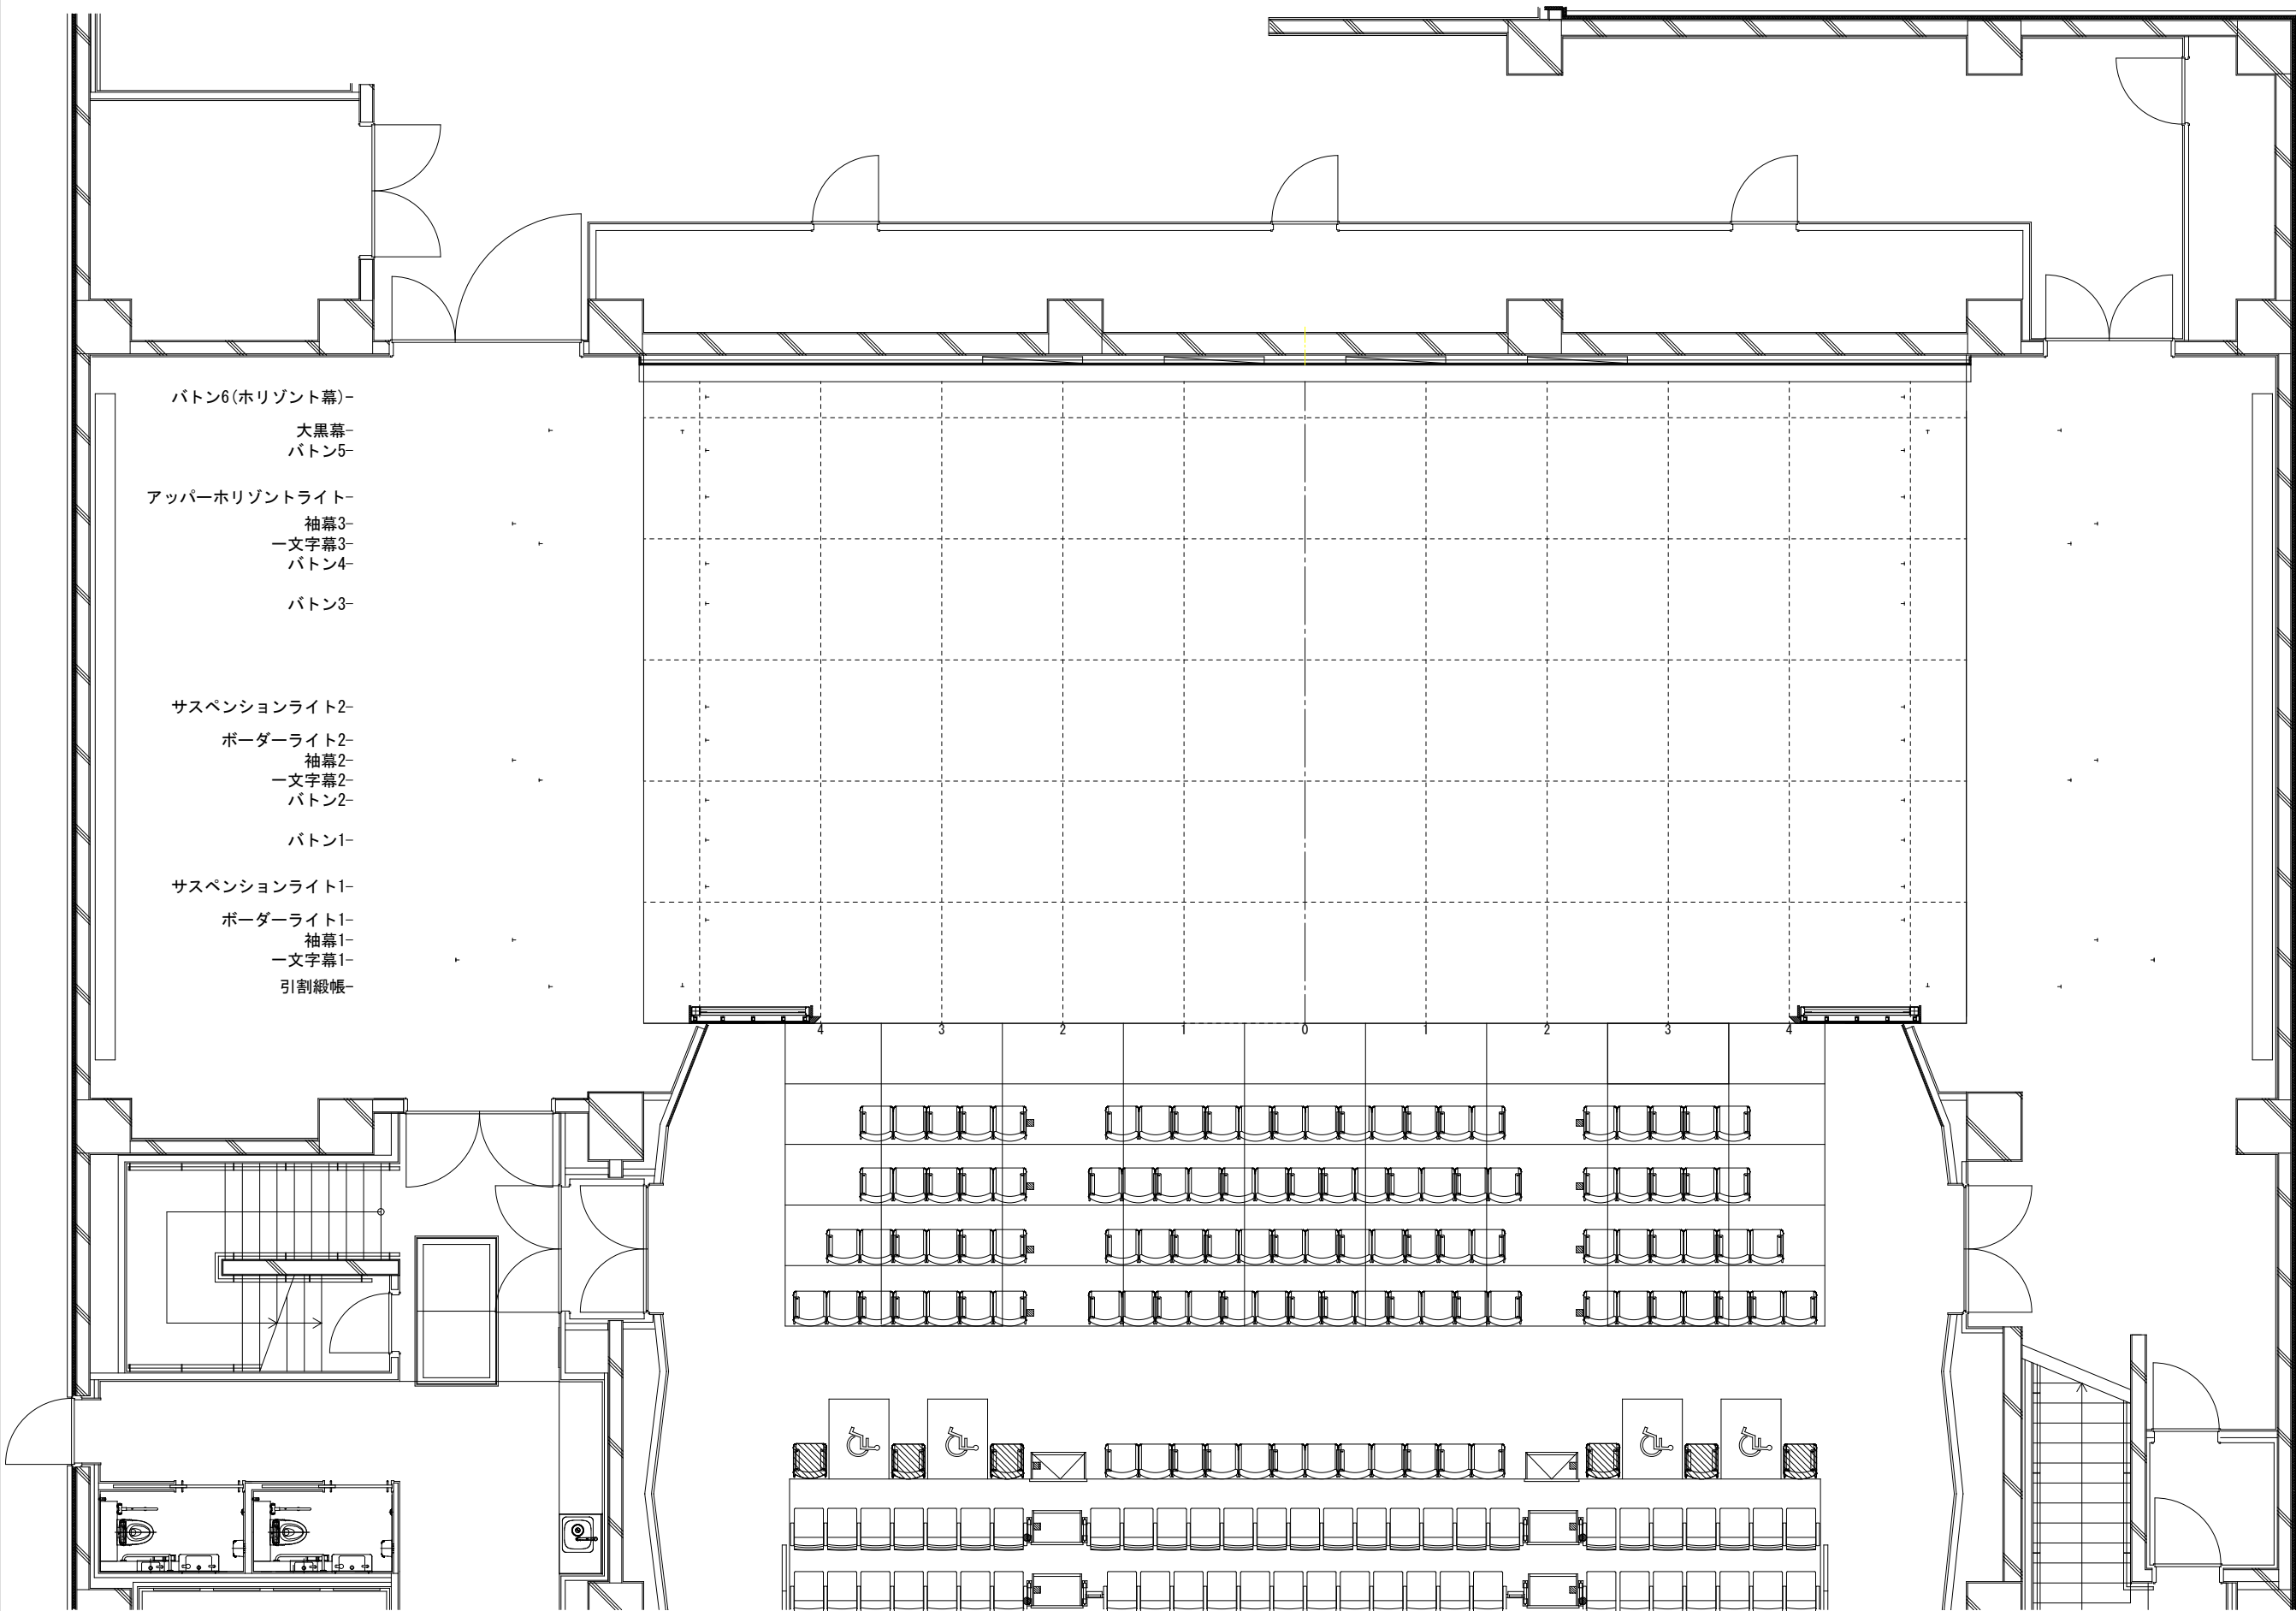 バトン6(ホリゾント幕)
大黒幕
バトン5
アッパーホリゾントライト
袖幕3
一文字幕3
バトン4
バトン3
サスペンションライト2
ボーダーライト2
袖幕2
一文字幕2
バトン2
バトン1
サスペンションライト1
ボーダーライト1
袖幕1
一文字幕1
引割緞帳
4 3 2 1 0 1 2 3 4